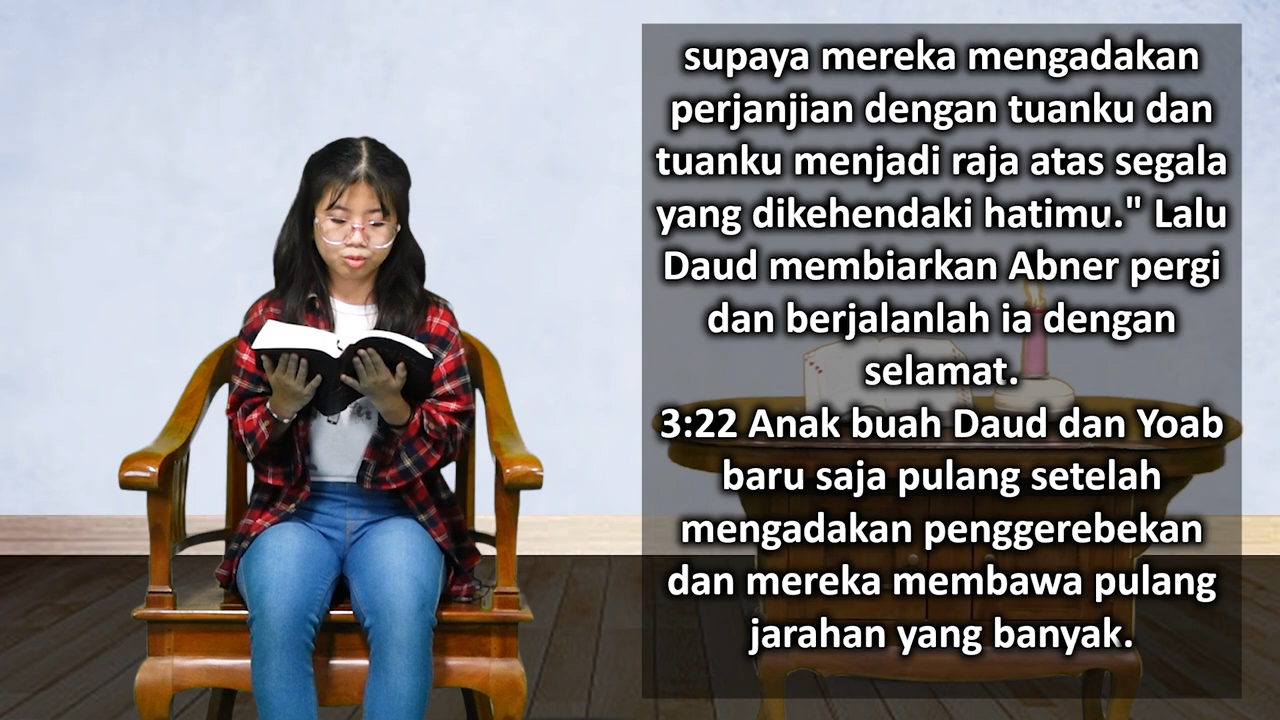 supaya mereka mengadakan
perjanjian dengan tuanku dan
tuanku menjadi raja atas segala
yang dikehendaki hatimu." Lalu
Daud membiarkan Abner pergi
dan berjalanlah ia dengan
selamat.
3:22 Anak buah Daud dan Yoab
baru saja pulang setelah
mengadakan penggerebekan
dan mereka membawa pulang
jarahan yang banyak.